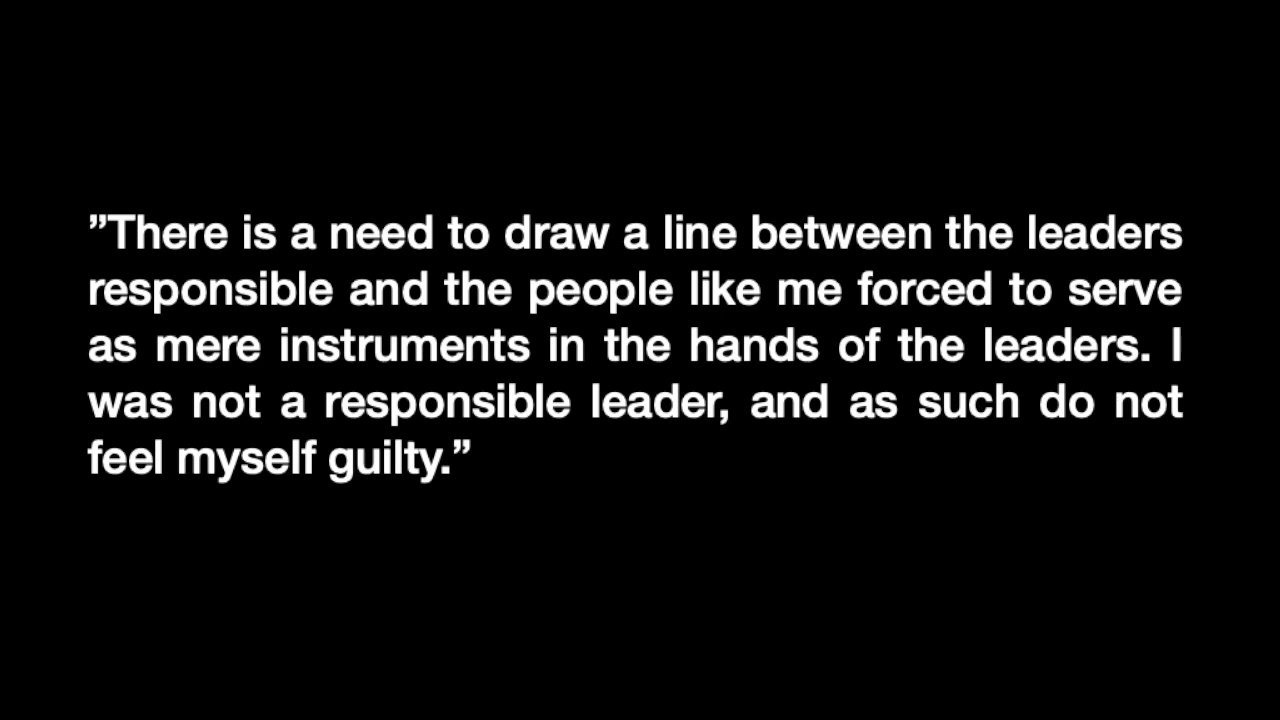 ”There is a need to draw a line between the leaders
responsible and the people like me forced to serve
as mere instruments in the hands of the leaders. I
was not a responsible leader, and as such do not
feel myself guilty.”